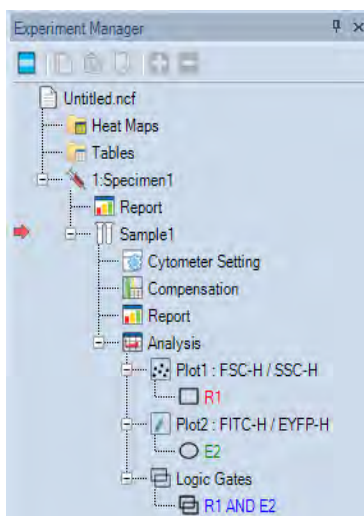 Experiment Manager
Untitled.ncf
Heat Maps
Tables
1:Specimen1
Report
Sample1
Cytometer Setting
Compensation
Report
Analysis
Plot1 : FSC-H / SSC-H
R1
Plot2 : FITC-H / EYFP-H
E2
Logic Gates
R1 AND E2